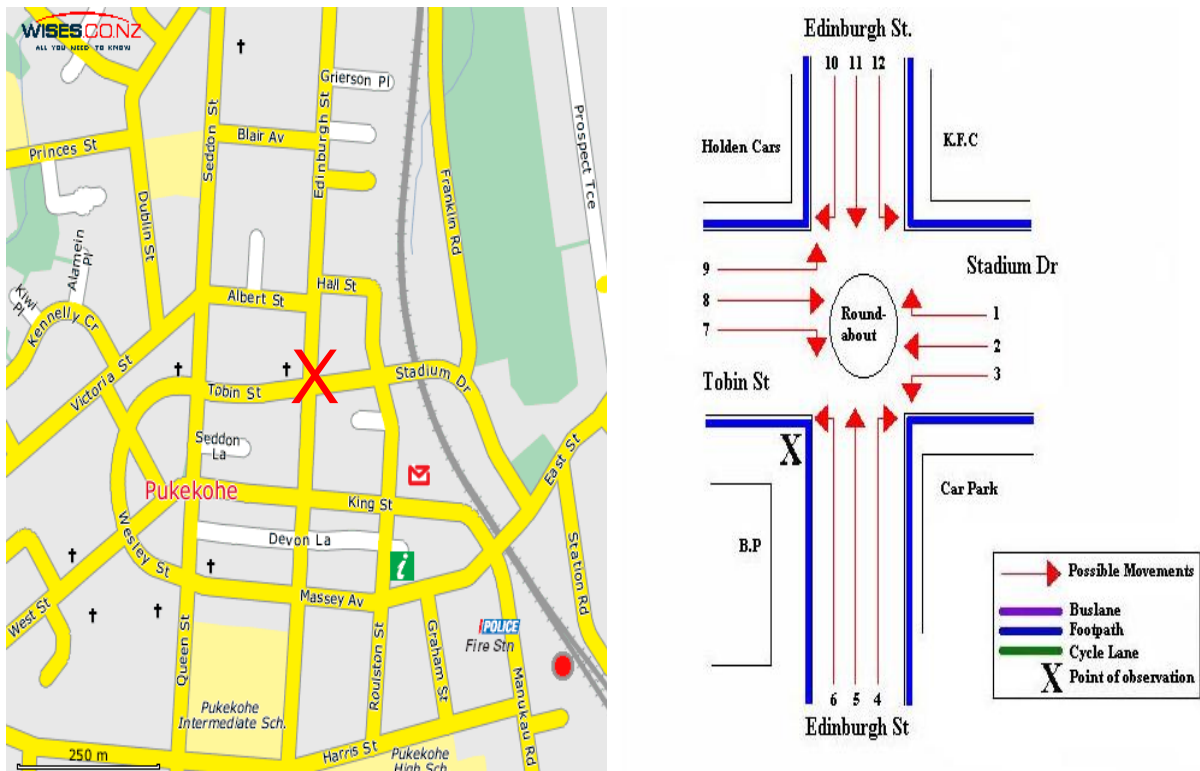 WISES.CO.NZ
ALL YOU NEED TO KNOW
Grierson Pl
Seddon St
Blair Av
Edinburgh St
Princes St
Prospect Tce
Dublin St
Franklin Rd
Alamein Pl
Kiwi Pl
Hall St
Albert St
Kennelly Cr
Victoria St
X
Tobin St
Stadium Dr
Seddon La
East St
Pukekohe
King St
Wesley St
Devon La
Station Rd
i
West St
Massey Av
POLICE
Fire Stn
Queen St
Roulston St
Graham St
Manukau Rd
Pukekohe
Intermediate Sch.
250 m
Harris St
Pukekohe
High Sch
Edinburgh St.
10 11 12
Holden Cars
K.F.C
9
Stadium Dr
8
Round-
about
1
7
2
Tobin St
3
X
Car Park
B.P
Possible Movements
Buslane
Footpath
Cycle Lane
X Point of observation
6 5 4
Edinburgh St